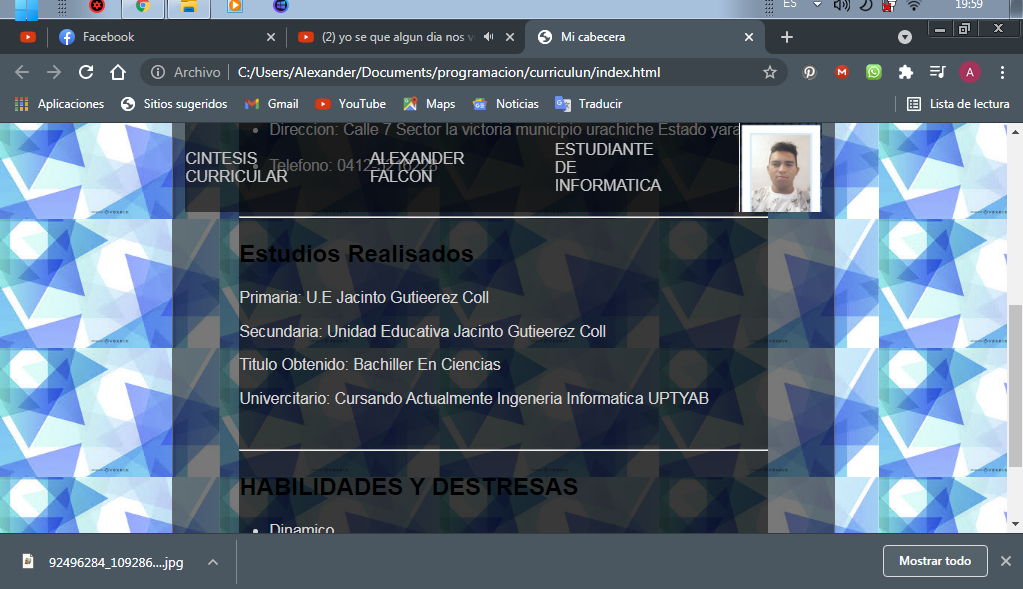 ES
19:59
Facebook
(2) yo se que algun dia nos v
Mi cabecera
Archivo
C:/Users/Alexander/Documents/programacion/curriculun/index.html
A
Aplicaciones
Sitios sugeridos
Gmail
YouTube
Maps
Noticias
Traducir
Lista de lectura
Direccion: Calle 7 Sector la victoria municipio urachiche Estado yara
CINTESIS CURRICULAR
ALEXANDER FALCON
ESTUDIANTE DE INFORMATICA
Telefono:
Estudios Realisados
Primaria: U.E Jacinto Gutieerez Coll
Secundaria: Unidad Educativa Jacinto Gutieerez Coll
Titulo Obtenido: Bachiller En Ciencias
Univercitario: Cursando Actualmente Ingeneria Informatica UPTYAB
HABILIDADES Y DESTRESAS
Dinamico
92496284_109286....jpg
Mostrar todo